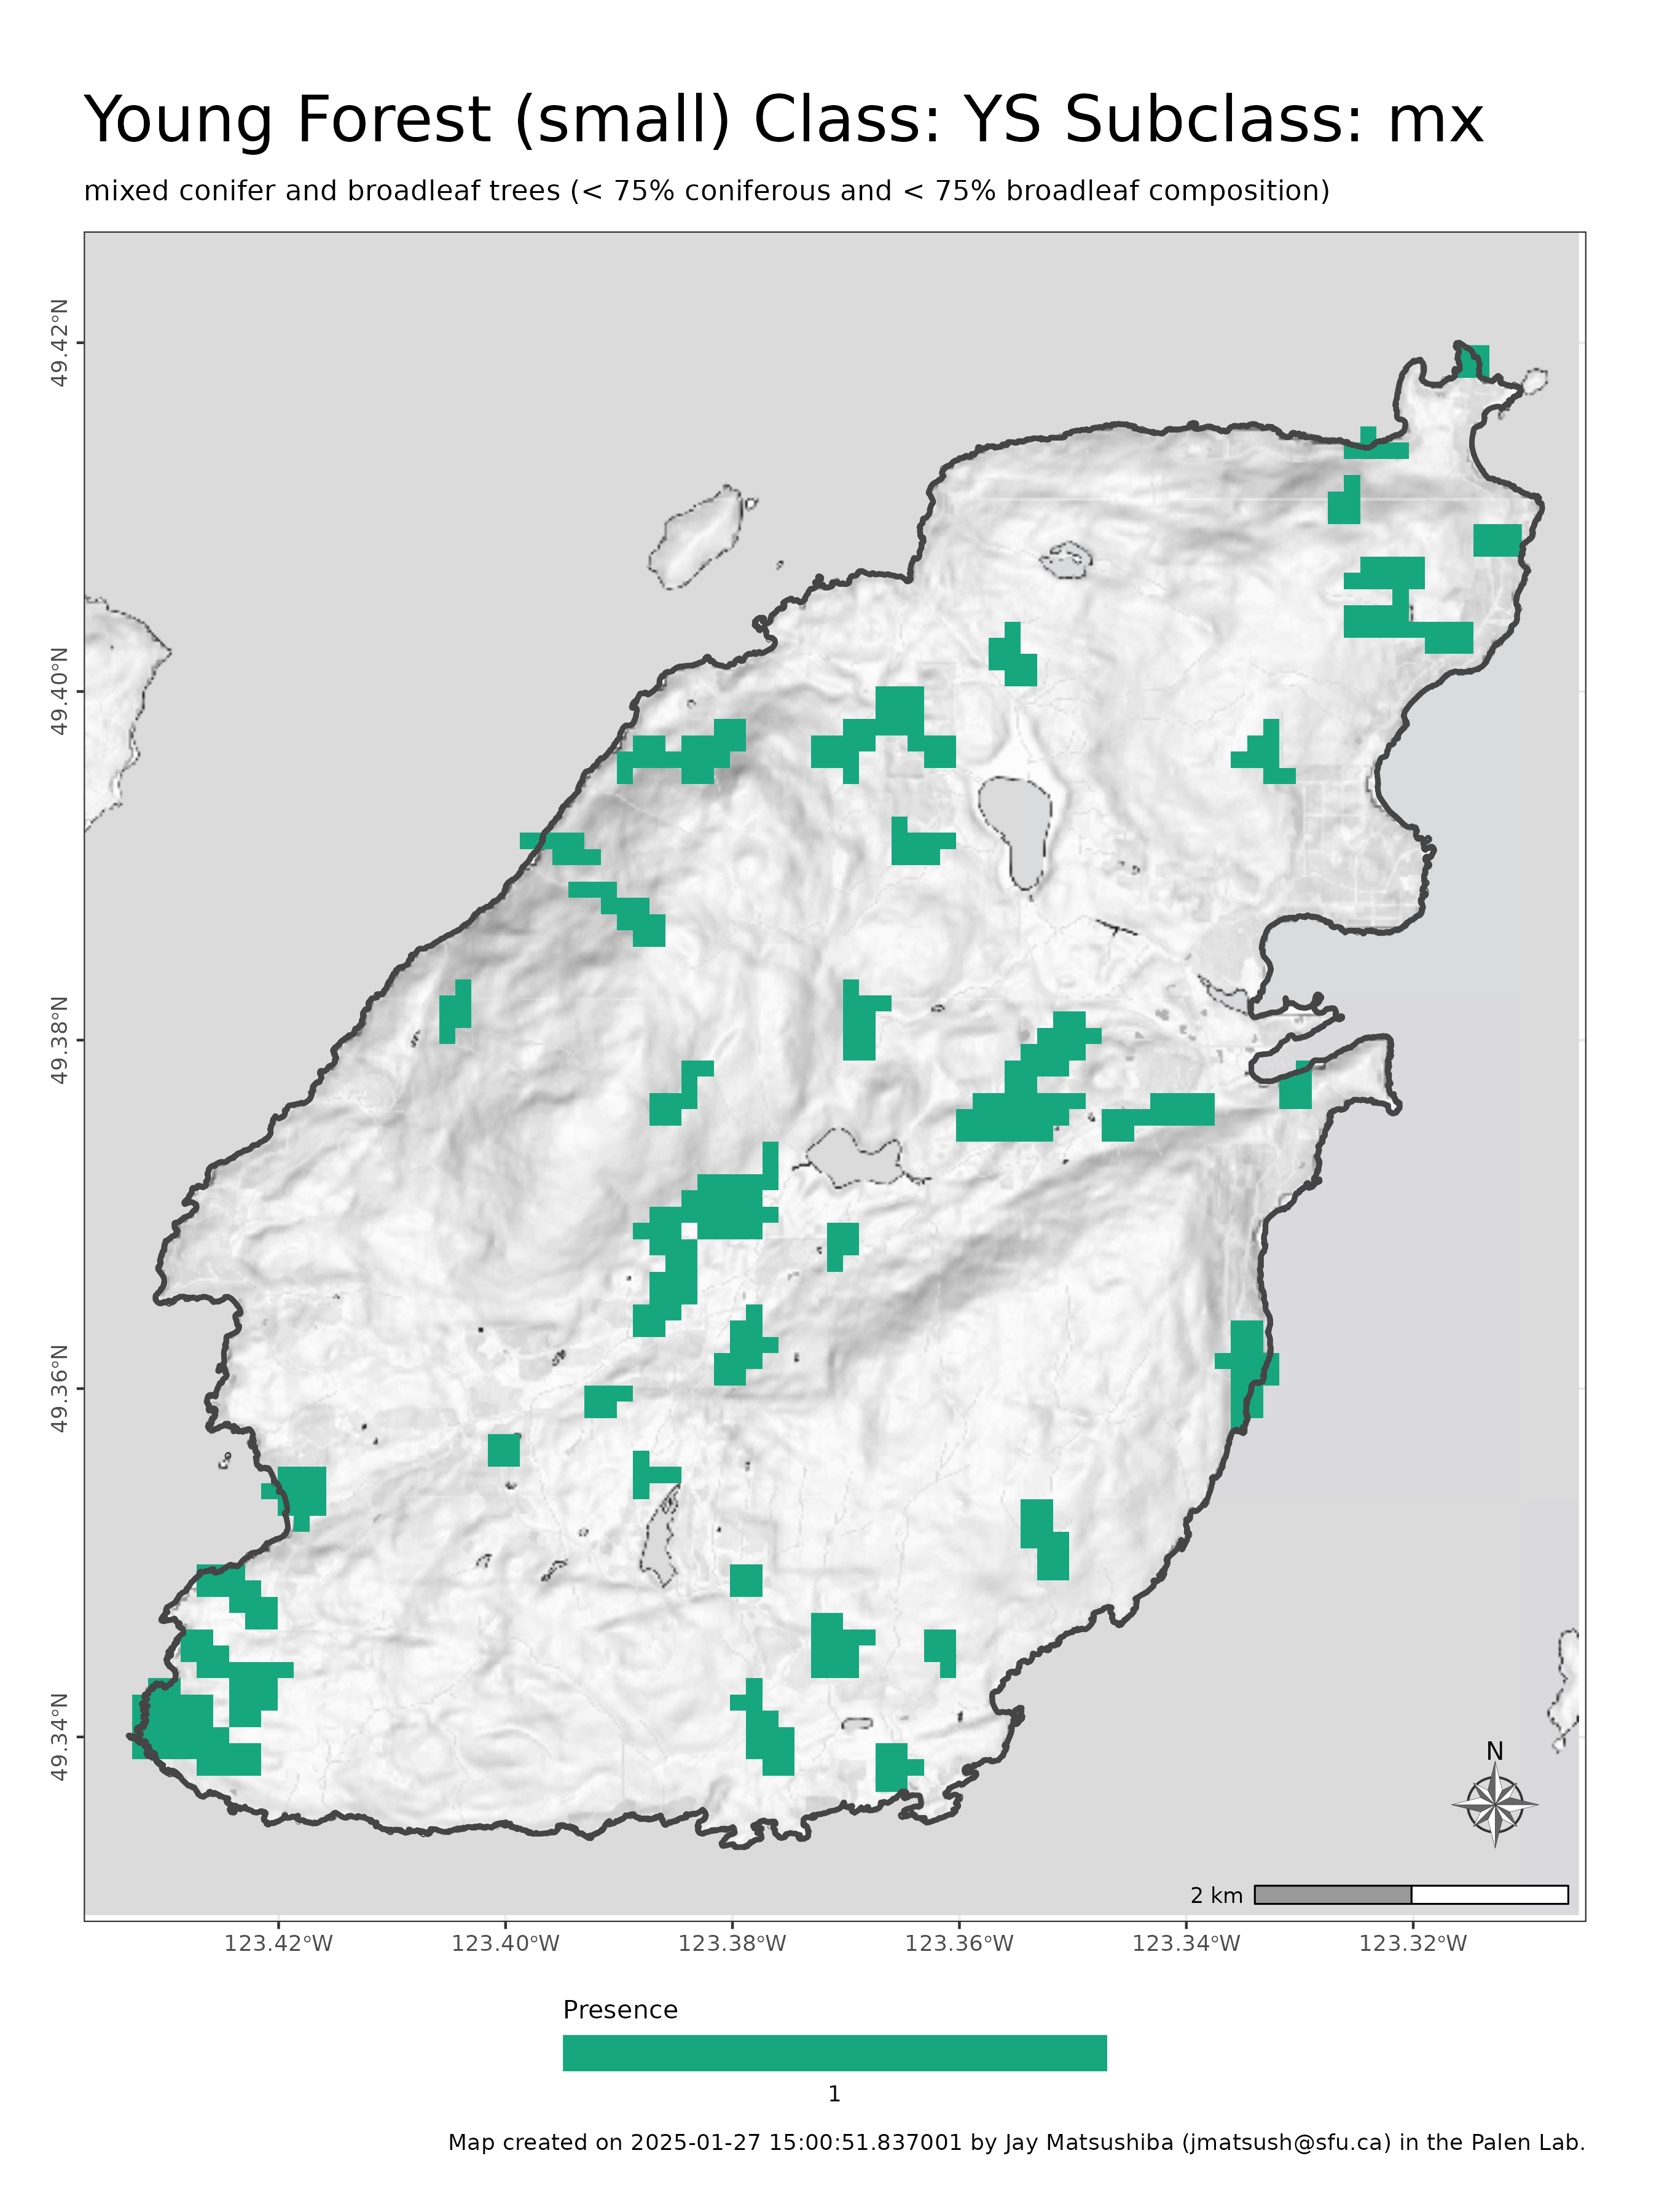 Young Forest (small) Class: YS Subclass: mx
mixed conifer and broadleaf trees (< 75% coniferous and < 75% broadleaf composition)
49.42°N
49.40°N
49.38°N
49.36°N
49.34°N
N
2 km
123.42°W 123.40°W 123.38°W 123.36°W 123.34°W 123.32°W
Presence
1
Map created on 2025-01-27 15:00:51.837001 by Jay Matsushiba (jmatsush@sfu.ca) in the Palen Lab.